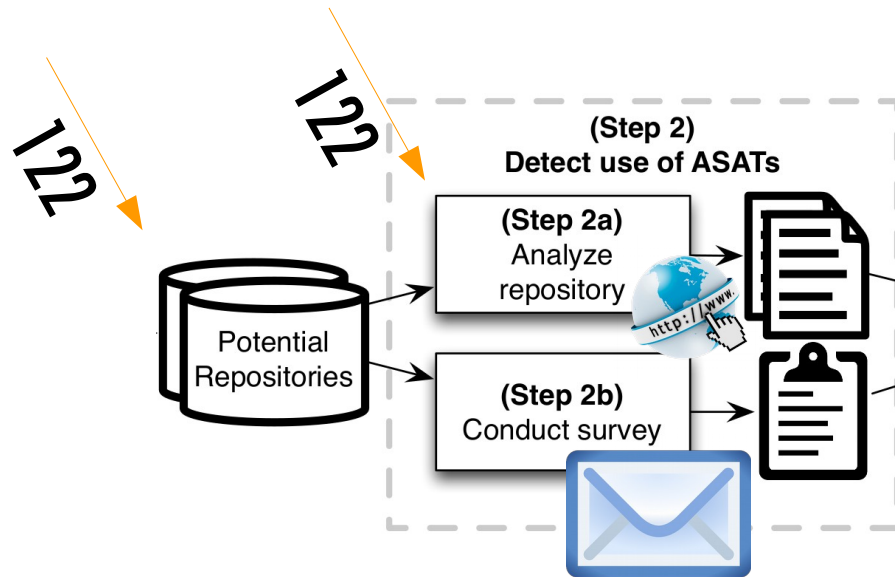 122
122
(Step 2)
Detect use of ASATs
(Step 2a)
Analyze
repository
http://www.
Potential
Repositories
(Step 2b)
Conduct survey